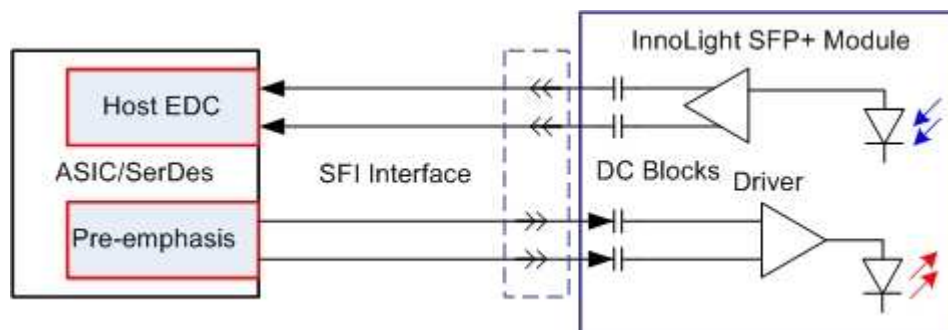 InnoLight SFP+ Module
Host EDC
ASIC/SerDes
SFI Interface
DC Blocks
Driver
Pre-emphasis